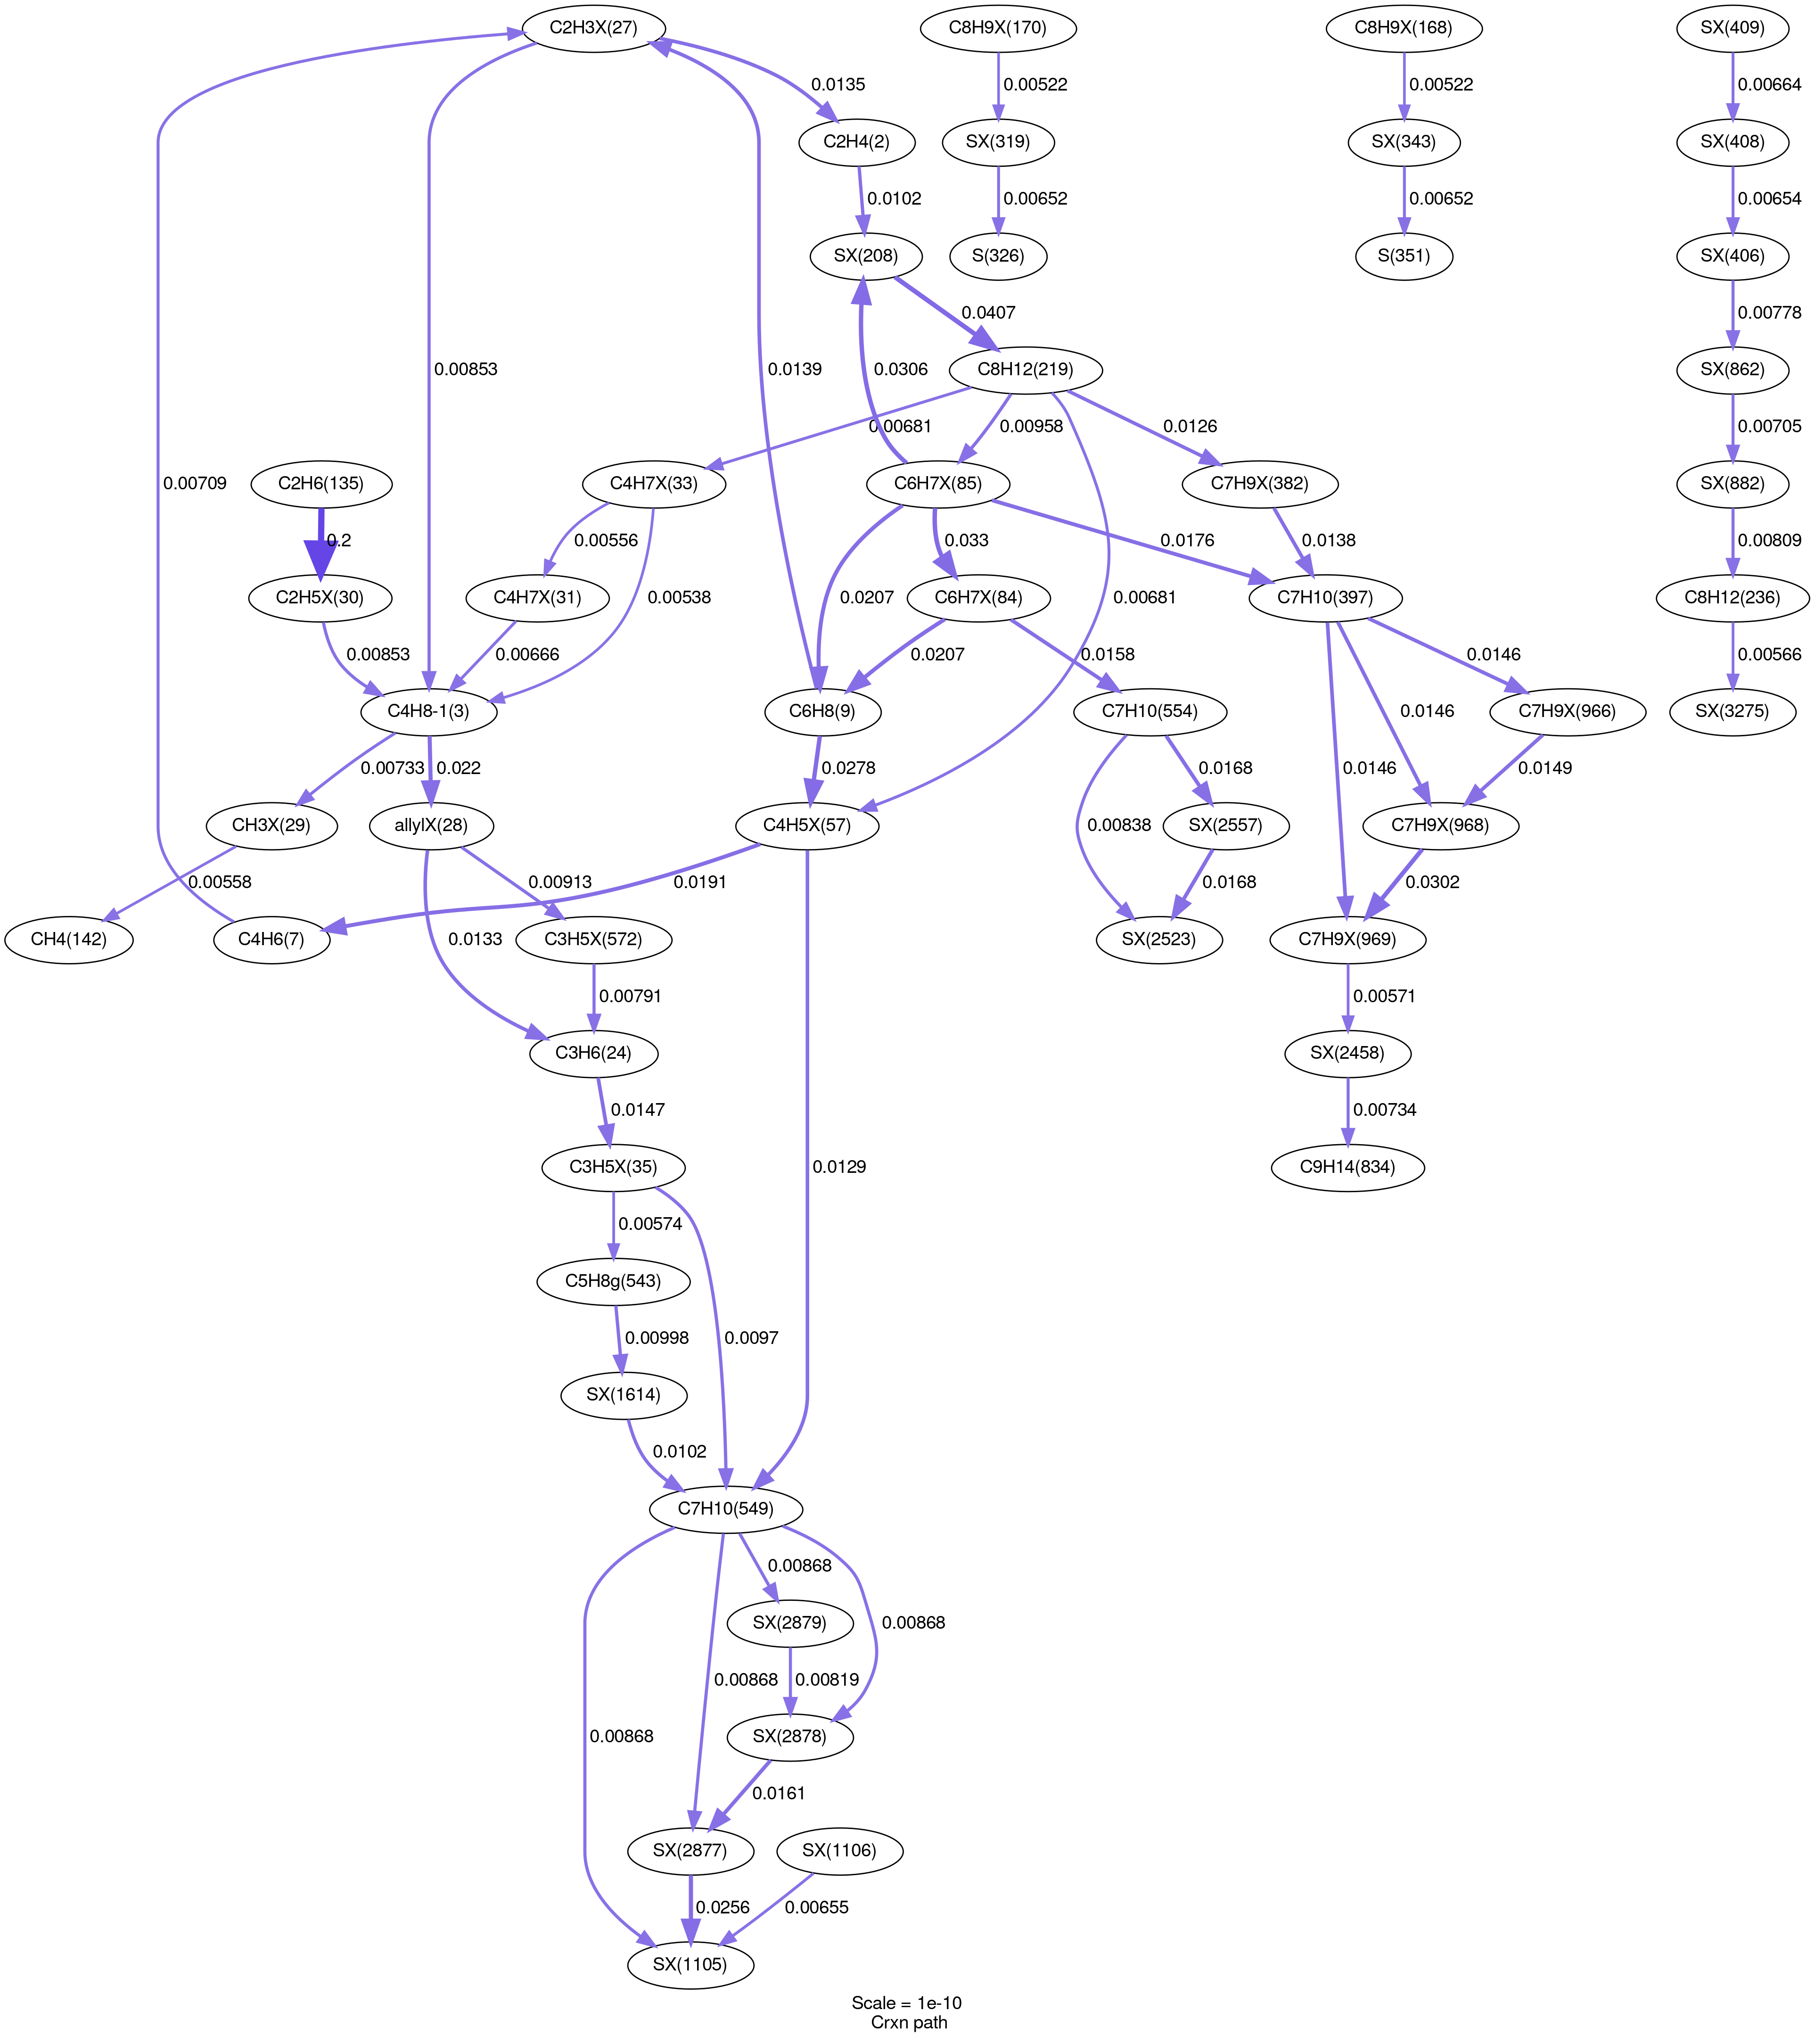 C2H3X(27)
C8H9X(170)
C8H9X(168)
SX(409)
0.0135
0.00522
0.00522
0.00664
C2H4(2)
SX(319)
SX(343)
SX(408)
0.0102
0.00652
0.00652
0.00654
SX(208)
S(326)
S(351)
SX(406)
0.0407
0.00778
0.00853
0.0139
0.0306
C8H12(219)
SX(862)
0.00681
0.00958
0.0126
0.00705
0.00709
C2H6(135)
C4H7X(33)
C6H7X(85)
C7H9X(382)
SX(882)
0.2
0.00556
0.033
0.0176
0.0138
0.00809
C2H5X(30)
C4H7X(31)
0.00538
0.0207
C6H7X(84)
0.00681
C7H10(397)
C8H12(236)
0.00853
0.00666
0.0207
0.0158
0.0146
0.00566
C4H8-1(3)
C6H8(9)
C7H10(554)
0.0146
C7H9X(966)
SX(3275)
0.00733
0.022
0.0278
0.0168
0.0146
0.0149
CH3X(29)
allylX(28)
C4H5X(57)
0.00838
SX(2557)
C7H9X(968)
0.00558
0.00913
0.0191
0.0168
0.0302
CH4(142)
C4H6(7)
0.0133
C3H5X(572)
SX(2523)
C7H9X(969)
0.00791
0.00571
C3H6(24)
SX(2458)
0.0147
0.00734
C3H5X(35)
0.0129
C9H14(834)
0.00574
C5H8g(543)
0.00998
0.0097
SX(1614)
0.0102
C7H10(549)
0.00868
SX(2879)
0.00868
0.00868
0.00868
0.00819
SX(2878)
0.0161
SX(2877)
SX(1106)
0.0256
0.00655
SX(1105)
Scale = 1e-10
Crxn path